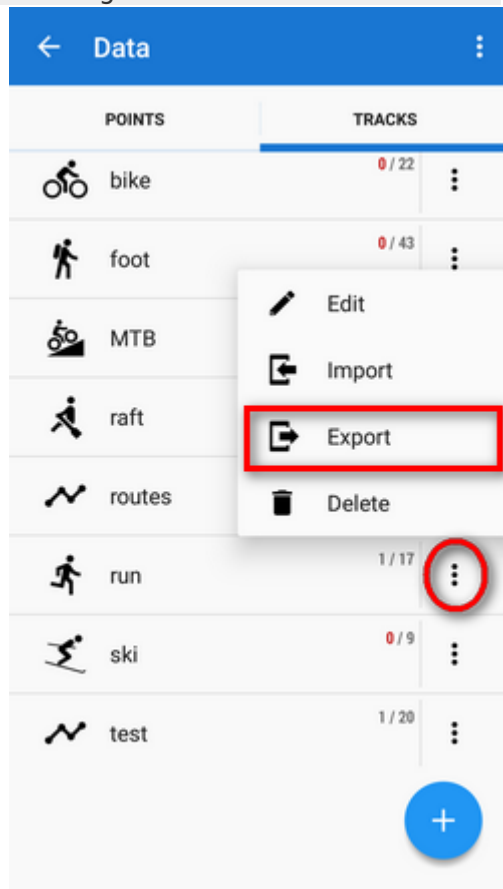 Data
POINTS TRACKS
bike 0 / 22
foot 0 / 43
Edit
MTB
Import
raft
Export
routes
Delete
run 1 / 17
ski 0 / 9
test 1 / 20